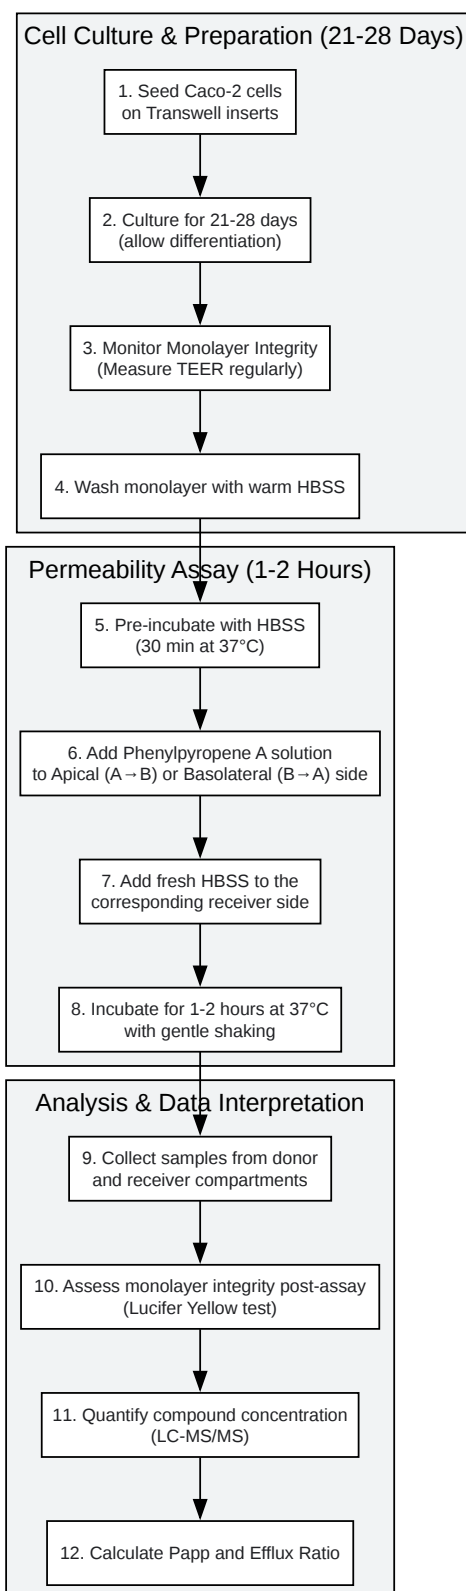 Cell Culture & Preparation (21-28 Days)
1. Seed Caco-2 cells
on Transwell inserts
2. Culture for 21-28 days
(allow differentiation)
3. Monitor Monolayer Integrity
(Measure TEER regularly)
4. Wash monolayer with warm HBSS
Permeability Assay (1-2 Hours)
5. Pre-incubate with HBSS
(30 min at 37°C)
6. Add Phenylpyropene A solution
to Apical (A→B) or Basolateral (B→A) side
7. Add fresh HBSS to the
corresponding receiver side
8. Incubate for 1-2 hours at 37°C
with gentle shaking
Analysis & Data Interpretation
9. Collect samples from donor
and receiver compartments
10. Assess monolayer integrity post-assay
(Lucifer Yellow test)
11. Quantify compound concentration
(LC-MS/MS)
12. Calculate Papp and Efflux Ratio